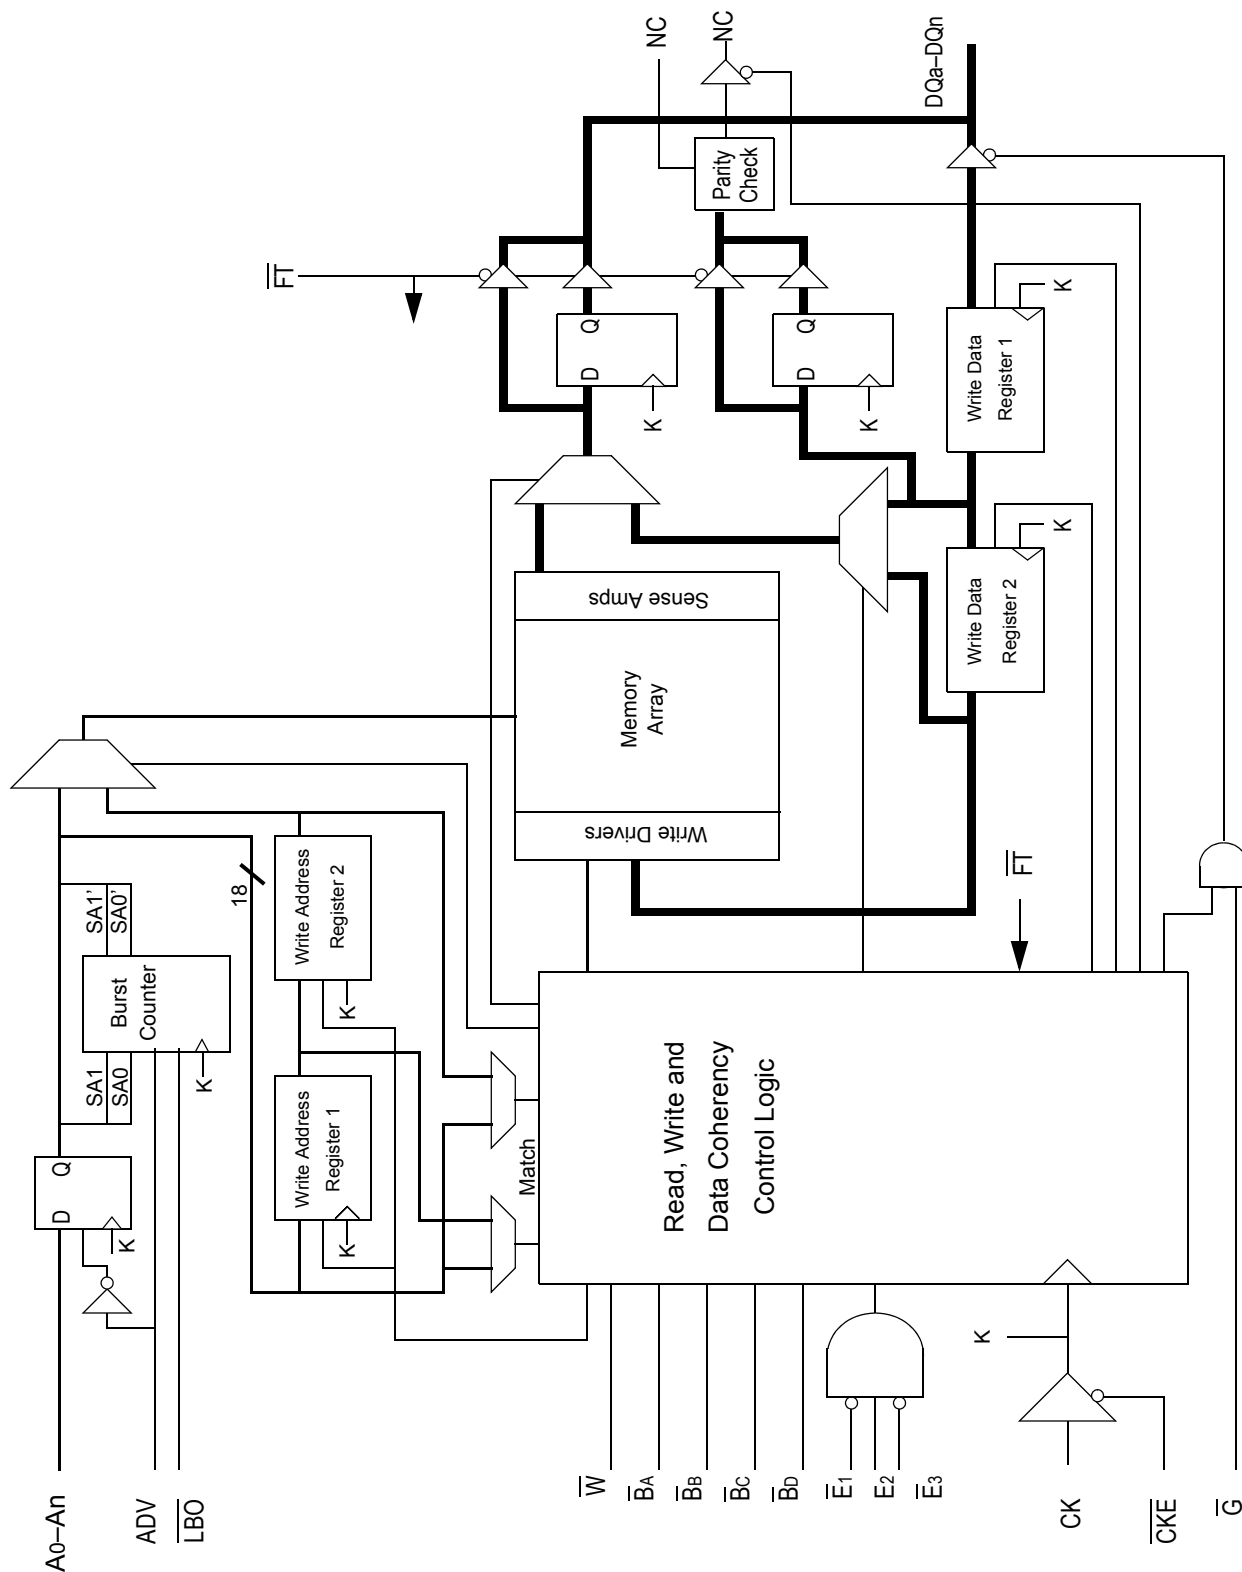 A0–An
ADV
LBO
W
BA
BB
BC
BD
E1
E2
E3
CK
CKE
G
D Q
K
SA1
SA0
Burst
Counter
SA1'
SA0'
K
18
Write Address
Register 1
K
Write Address
Register 2
K
Match
Read, Write and
Data Coherency
Control Logic
K
FT
Write Drivers
Memory
Array
Sense Amps
Write Data
Register 2
K
Write Data
Register 1
K
D Q
K
D Q
K
FT
Parity
Check
NC
NC
DQa–DQn